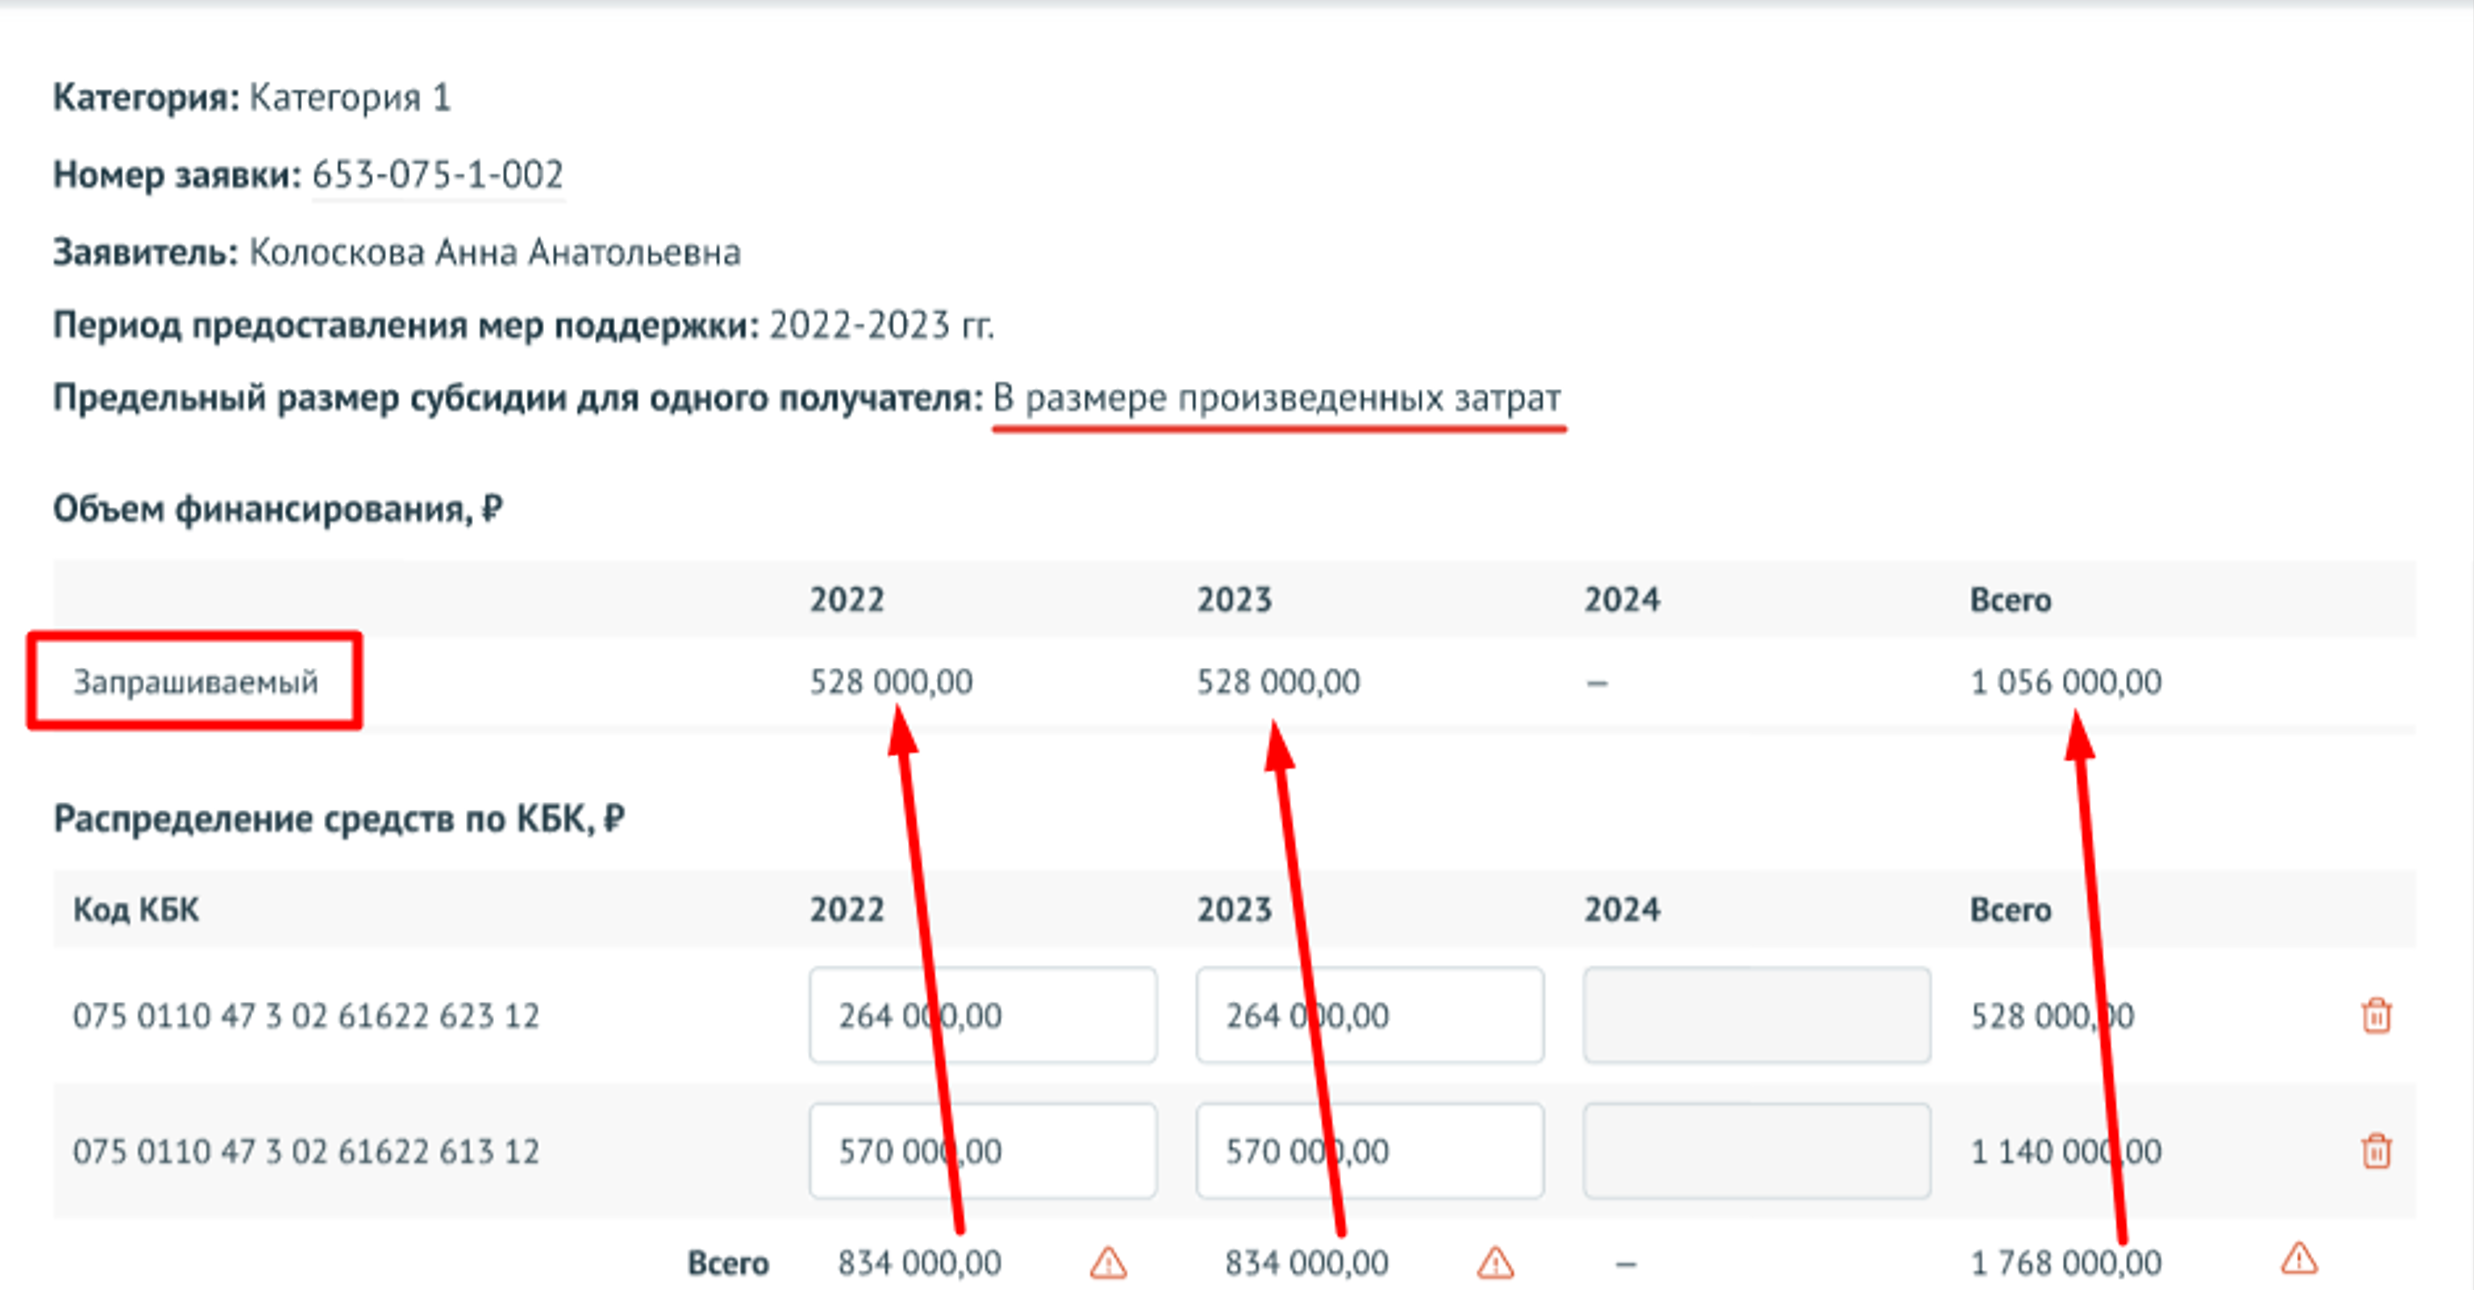 Категория: Категория 1
Номер заявки: 653-075-1-002
Заявитель: Колоскова Анна Анатольевна
Период предоставления мер поддержки: 2022-2023 гг.
Предельный размер субсидии для одного получателя: В размере произведенных затрат
Объем финансирования, ₽
2022 2023 2024 Всего
Запрашиваемый 528 000,00 528 000,00 – 1 056 000,00
Распределение средств по КБК, ₽
Код КБК 2022 2023 2024 Всего
075 0110 47 3 02 61622 623 12 264 000,00 264 000,00 528 000,00
075 0110 47 3 02 61622 613 12 570 000,00 570 000,00 1 140 000,00
Всего 834 000,00 834 000,00 – 1 768 000,00